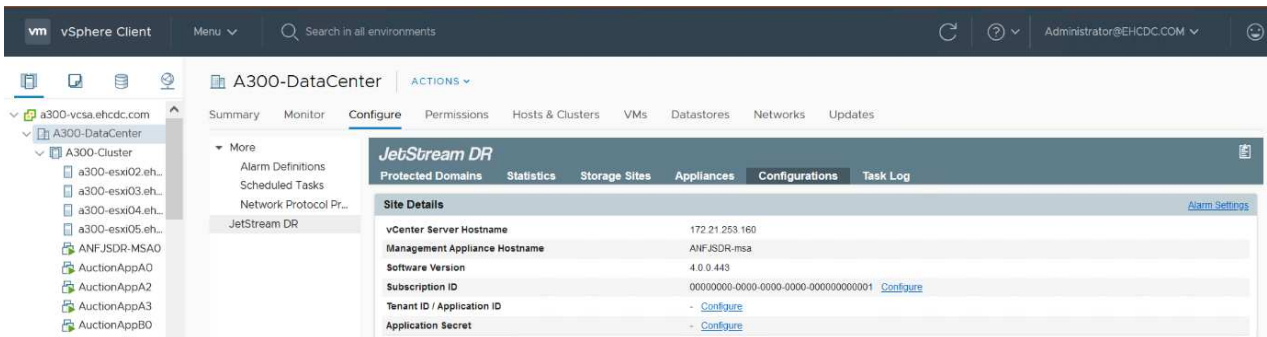 vm vSphere Client Menu Search in all environments Administrator@EHCDC.COM
A300-DataCenter ACTIONS
Summary Monitor Configure Permissions Hosts & Clusters VMs Datastores Networks Updates
a300-vcsa.ehcdc.com
A300-DataCenter
A300-Cluster
a300-esxi02.eh...
a300-esxi03.eh...
a300-esxi04.eh...
a300-esxi05.eh...
ANFJSDR-MSA0
AuctionAppA0
AuctionAppA2
AuctionAppA3
AuctionAppB0
More
Alarm Definitions
Scheduled Tasks
Network Protocol Pr...
JetStream DR
JetStream DR
Protected Domains Statistics Storage Sites Appliances Configurations Task Log
Site Details Alarm Settings
vCenter Server Hostname 172.21.253.160
Management Appliance Hostname ANFJSDR-msa
Software Version 4.0.0.443
Subscription ID 00000000-0000-0000-0000-000000000001 Configure
Tenant ID / Application ID - Configure
Application Secret - Configure